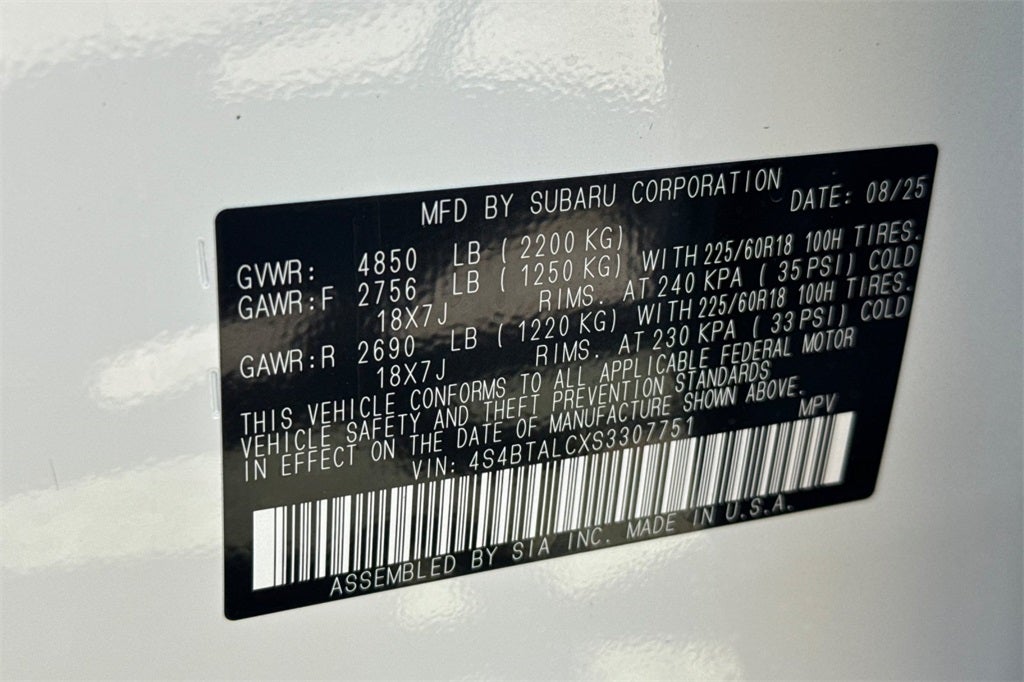 MFD BY SUBARU CORPORATION DATE: 08/25
GVWR: 4850 LB ( 2200 KG)
GAWR:F 2756 LB ( 1250 KG) WITH 225/60R18 100H TIRES.
18X7J RIMS. AT 240 KPA ( 35PSI) COLD
GAWR:R 2690 LB ( 1220 KG) WITH 225/60R18 100H TIRES.
18X7J RIMS. AT 230 KPA ( 33PSI) COLD
THIS VEHICLE CONFORMS TO ALL APPLICABLE FEDERAL MOTOR
VEHICLE SAFETY AND THEFT PREVENTION STANDARDS
IN EFFECT ON THE DATE OF MANUFACTURE SHOWN ABOVE.
VIN: 4S4BTALCXS3307751 MPV
ASSEMBLED BY SIA INC. MADE IN U.S.A.